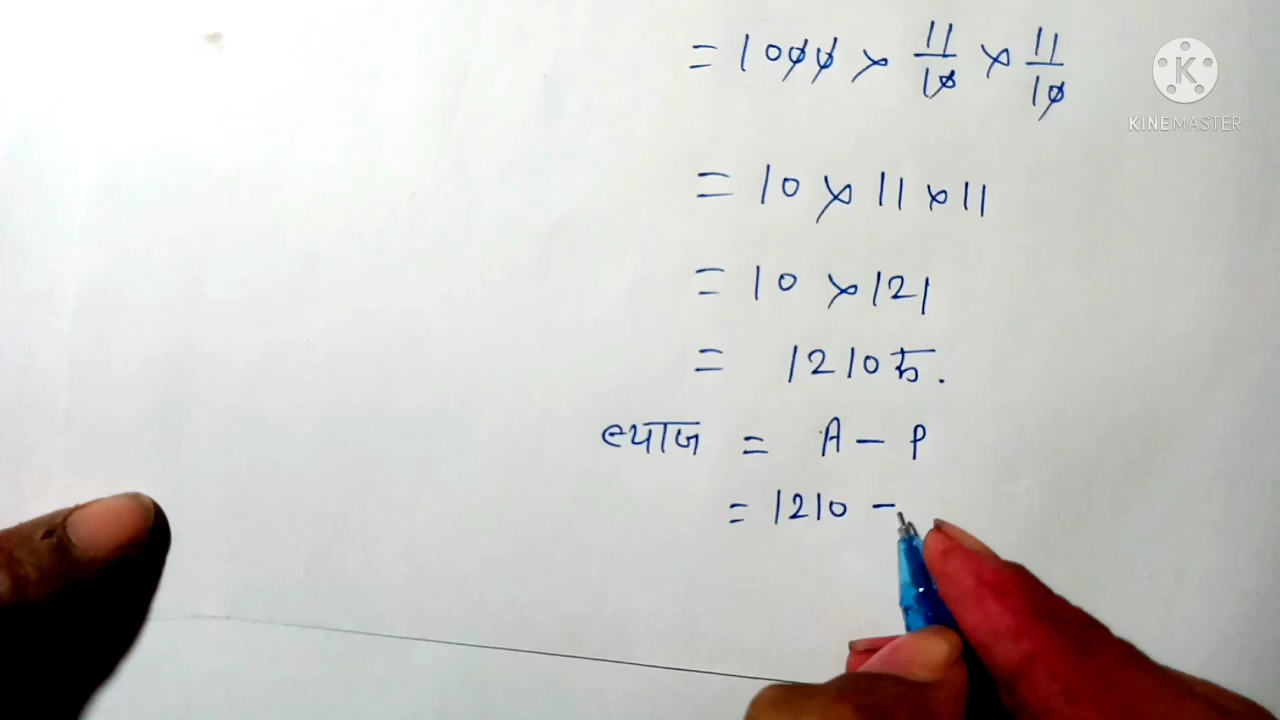 = 1000 × 11/10 × 11/10
K
KINEMASTER
= 10 × 11 × 11
= 10 × 121
= 1210 रु.
ब्याज = A - P
= 1210 -